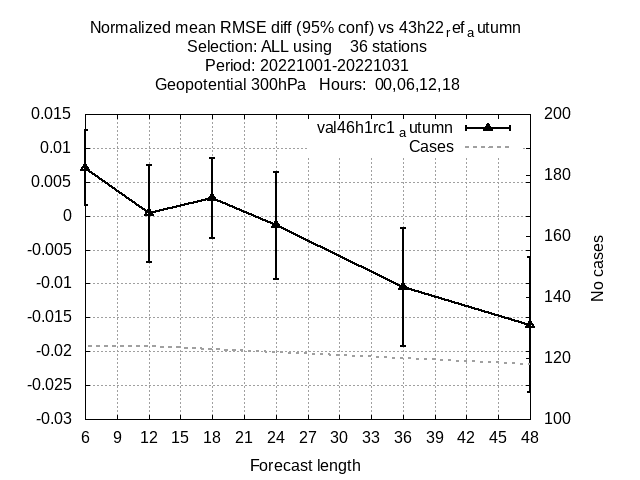 Normalized mean RMSE diff (95% conf) vs 43h22refautumn
Selection: ALL using    36 stations
Period: 20221001-20221031
Geopotential 300hPa   Hours:  00,06,12,18
val46h1rc1autumn
Cases
0.015
0.01
0.005
0
-0.005
-0.01
-0.015
-0.02
-0.025
-0.03
200
180
160
140
120
100
No cases
6 9 12 15 18 21 24 27 30 33 36 39 42 45 48
Forecast length